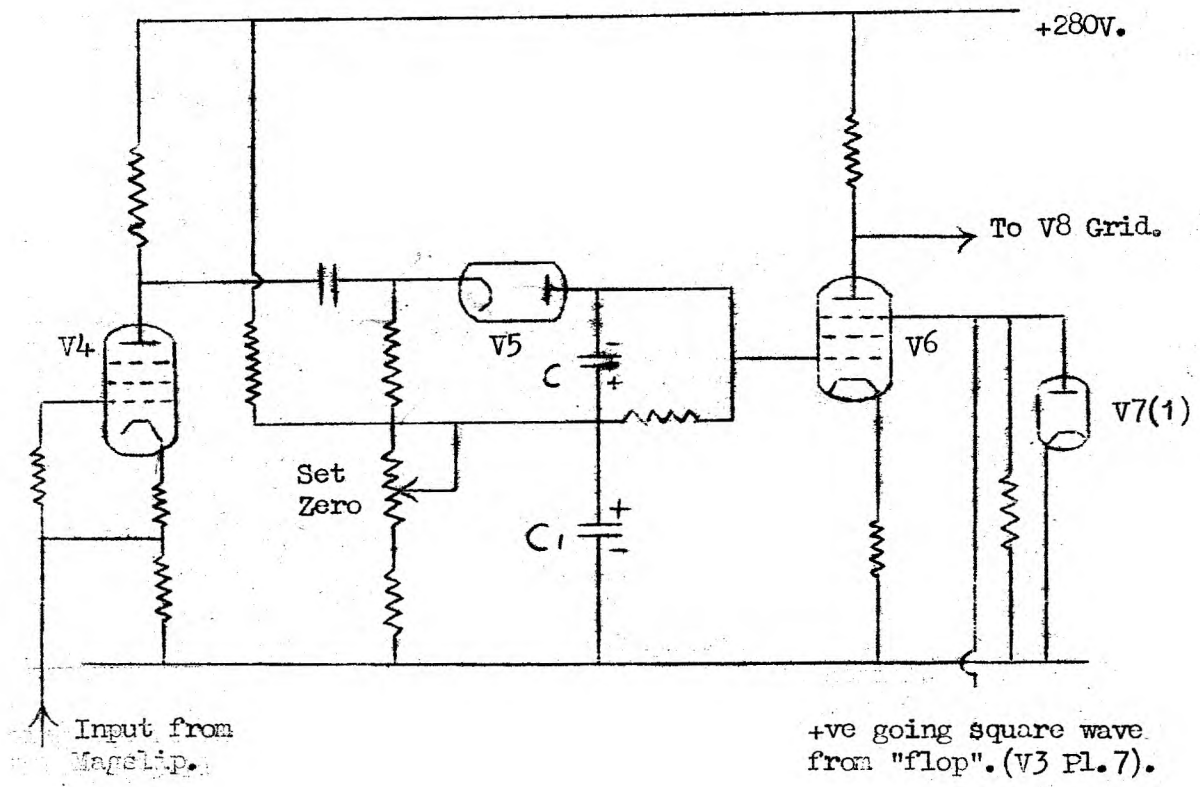 +280V.
To V8 Grid.
V4
V5
C
-
+
V6
V7(1)
Set
Zero
C1
+
-
Input from
Magslip.
+ve going square wave
from "flop".(V3 Pl.7).